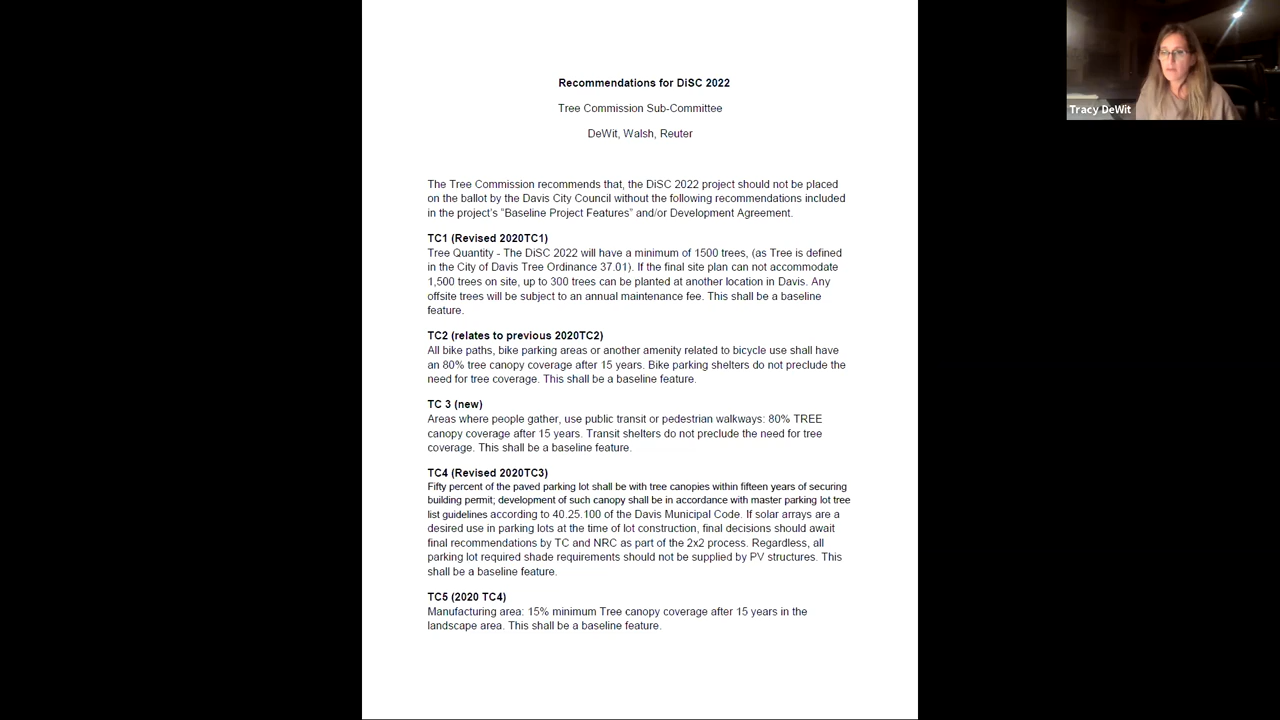 Recommendations for DiSC 2022
Tree Commission Sub-Committee
DeWit, Walsh, Reuter
The Tree Commission recommends that, the DiSC 2022 project should not be placed
on the ballot by the Davis City Council without the following recommendations included
in the project's "Baseline Project Features" and/or Development Agreement.
TC1 (Revised 2020TC1)
Tree Quantity - The DiSC 2022 will have a minimum of 1500 trees, (as Tree is defined
in the City of Davis Tree Ordinance 37.01). If the final site plan can not accommodate
1,500 trees on site, up to 300 trees can be planted at another location in Davis. Any
offsite trees will be subject to an annual maintenance fee. This shall be a baseline
feature.
TC2 (relates to previous 2020TC2)
All bike paths, bike parking areas or another amenity related to bicycle use shall have
an 80% tree canopy coverage after 15 years. Bike parking shelters do not preclude the
need for tree coverage. This shall be a baseline feature.
TC 3 (new)
Areas where people gather, use public transit or pedestrian walkways: 80% TREE
canopy coverage after 15 years. Transit shelters do not preclude the need for tree
coverage. This shall be a baseline feature.
TC4 (Revised 2020TC3)
Fifty percent of the paved parking lot shall be with tree canopies within fifteen years of securing
building permit; development of such canopy shall be in accordance with master parking lot tree
list guidelines according to 40.25.100 of the Davis Municipal Code. If solar arrays are a
desired use in parking lots at the time of lot construction, final decisions should await
final recommendations by TC and NRC as part of the 2x2 process. Regardless, all
parking lot required shade requirements should not be supplied by PV structures. This
shall be a baseline feature.
TC5 (2020 TC4)
Manufacturing area: 15% minimum Tree canopy coverage after 15 years in the
landscape area. This shall be a baseline feature.
Tracy DeWit